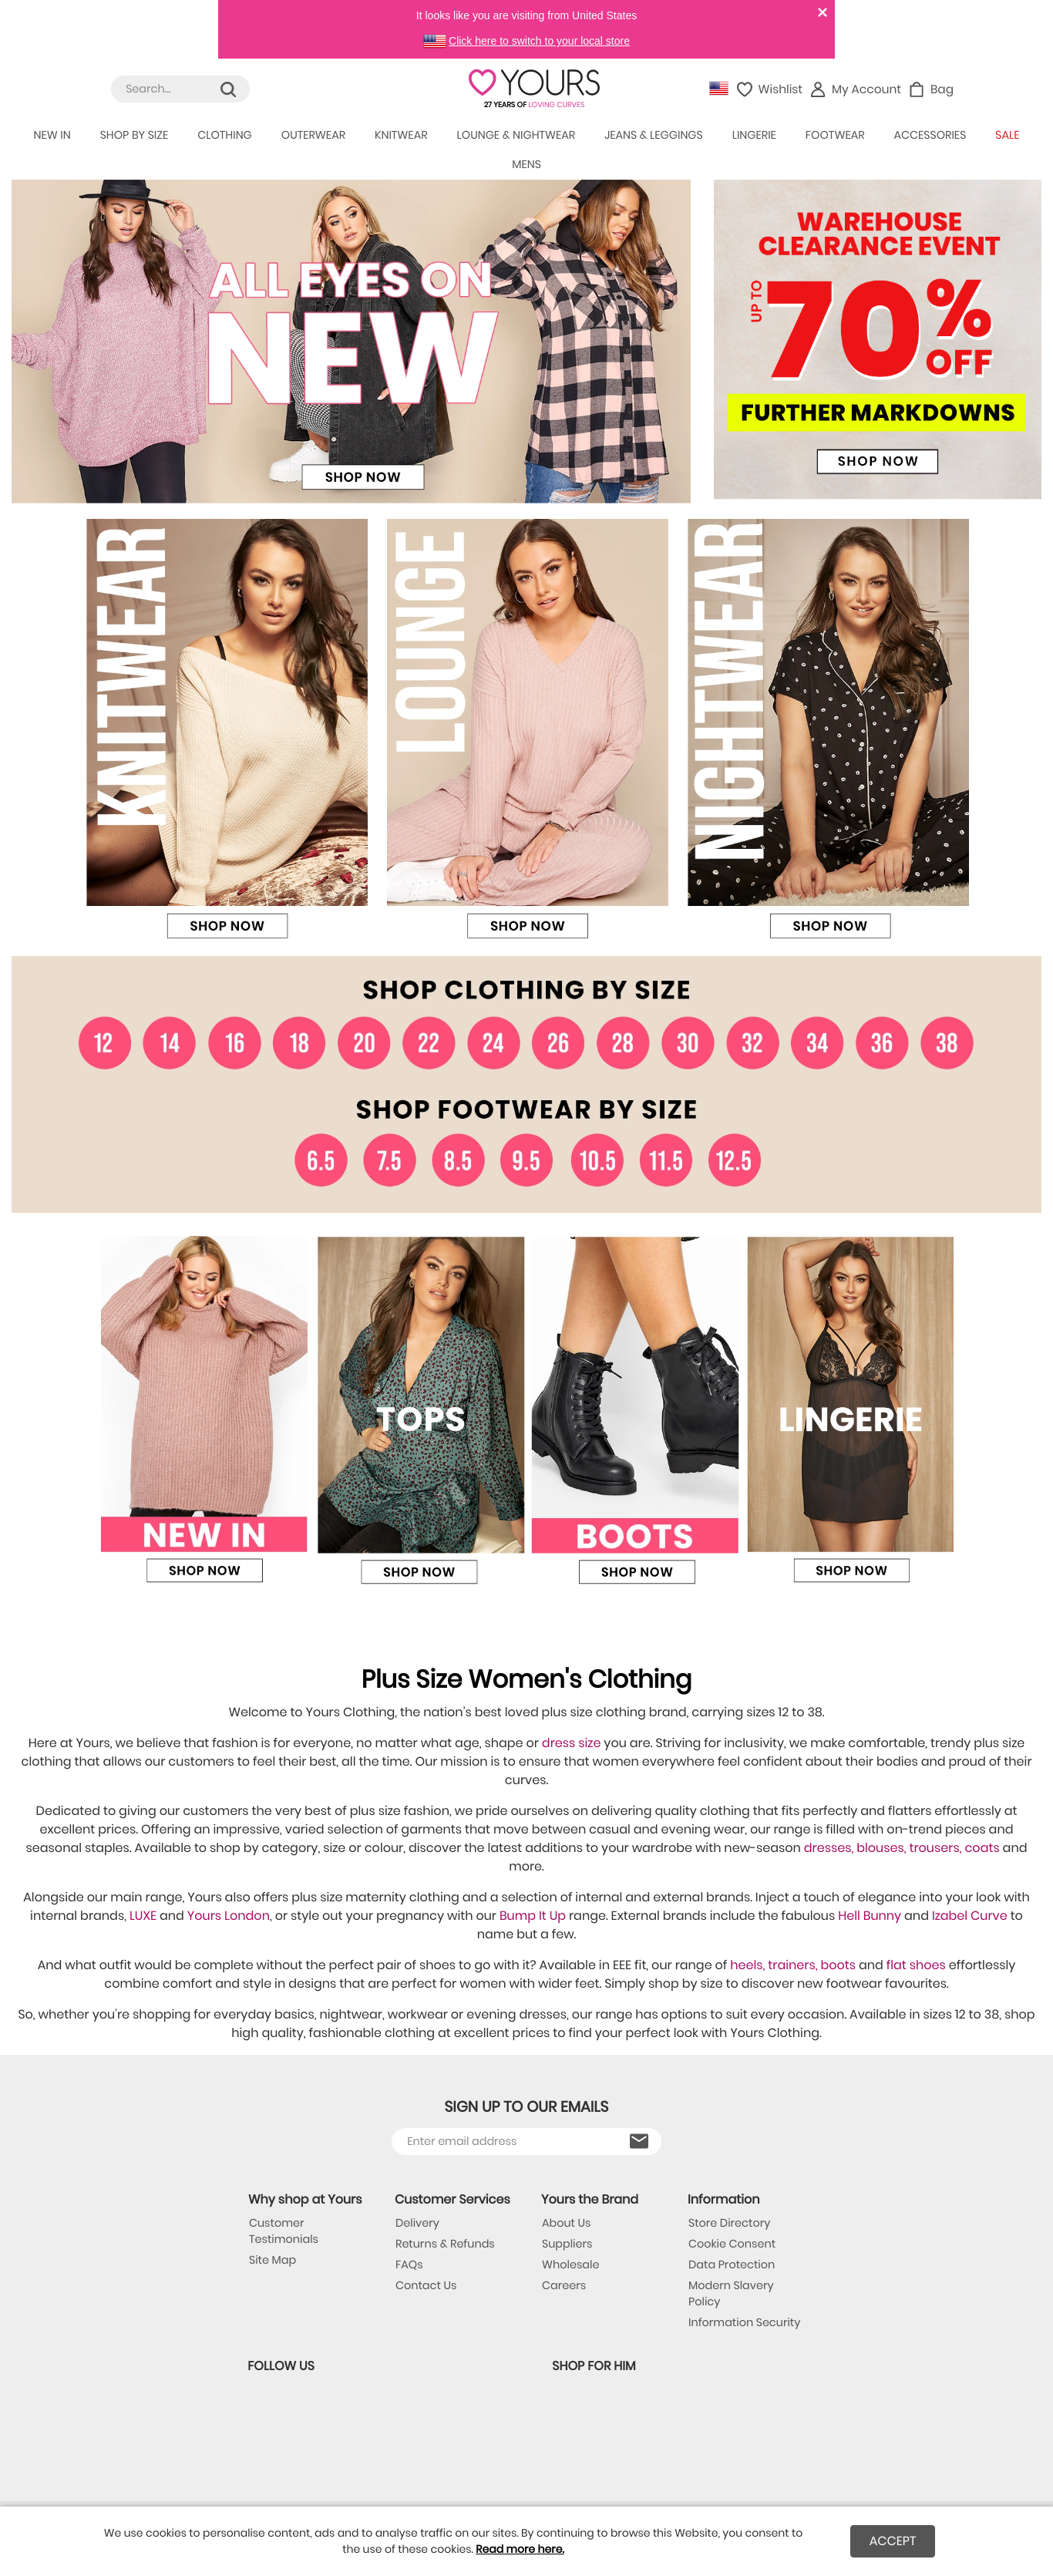 It looks like you are visiting from United States
Click here to switch to your local store
Search...
YOURS
27 YEARS OF LOVING CURVES
Wishlist
My Account
Bag
NEW IN
SHOP BY SIZE
CLOTHING
OUTERWEAR
KNITWEAR
LOUNGE & NIGHTWEAR
JEANS & LEGGINGS
LINGERIE
FOOTWEAR
ACCESSORIES
SALE
MENS
ALL EYES ON
NEW
SHOP NOW
WAREHOUSE
CLEARANCE EVENT
UP TO
70% OFF
FURTHER MARKDOWNS
SHOP NOW
KNITWEAR
LOUNGE
NIGHTWEAR
SHOP NOW
SHOP NOW
SHOP NOW
SHOP CLOTHING BY SIZE
12 14 16 18 20 22 24 26 28 30 32 34 36 38
SHOP FOOTWEAR BY SIZE
6.5 7.5 8.5 9.5 10.5 11.5 12.5
NEW IN
TOPS
BOOTS
LINGERIE
SHOP NOW
SHOP NOW
SHOP NOW
SHOP NOW
Plus Size Women's Clothing
Welcome to Yours Clothing, the nation's best loved plus size clothing brand, carrying sizes 12 to 38.
Here at Yours, we believe that fashion is for everyone, no matter what age, shape or dress size you are. Striving for inclusivity, we make comfortable, trendy plus size
clothing that allows our customers to feel their best, all the time. Our mission is to ensure that women everywhere feel confident about their bodies and proud of their
curves.
Dedicated to giving our customers the very best of plus size fashion, we pride ourselves on delivering quality clothing that fits perfectly and flatters effortlessly at
excellent prices. Offering an impressive, varied selection of garments that move between casual and evening wear, our range is filled with on-trend pieces and
seasonal staples. Available to shop by category, size or colour, discover the latest additions to your wardrobe with new-season dresses, blouses, trousers, coats and
more.
Alongside our main range, Yours also offers plus size maternity clothing and a selection of internal and external brands. Inject a touch of elegance into your look with
internal brands, LUXE and Yours London, or style out your pregnancy with our Bump It Up range. External brands include the fabulous Hell Bunny and Izabel Curve to
name but a few.
And what outfit would be complete without the perfect pair of shoes to go with it? Available in EEE fit, our range of heels, trainers, boots and flat shoes effortlessly
combine comfort and style in designs that are perfect for women with wider feet. Simply shop by size to discover new footwear favourites.
So, whether you're shopping for everyday basics, nightwear, workwear or evening dresses, our range has options to suit every occasion. Available in sizes 12 to 38, shop
high quality, fashionable clothing at excellent prices to find your perfect look with Yours Clothing.
SIGN UP TO OUR EMAILS
Enter email address
Why shop at Yours
Customer
Testimonials
Site Map
Customer Services
Delivery
Returns & Refunds
FAQs
Contact Us
Yours the Brand
About Us
Suppliers
Wholesale
Careers
Information
Store Directory
Cookie Consent
Data Protection
Modern Slavery
Policy
Information Security
FOLLOW US
SHOP FOR HIM
We use cookies to personalise content, ads and to analyse traffic on our sites. By continuing to browse this Website, you consent to
the use of these cookies. Read more here.
ACCEPT